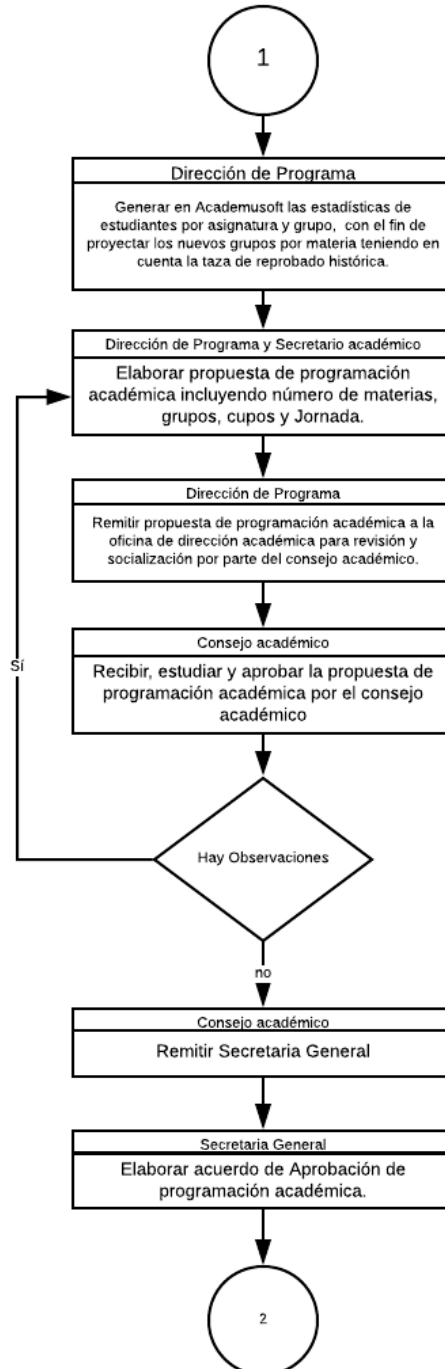 1
Dirección de Programa
Generar en Academusoft las estadísticas de
estudiantes por asignatura y grupo, con el fin de
proyectar los nuevos grupos por materia teniendo en
cuenta la taza de reprobado histórica.
Dirección de Programa y Secretario académico
Elaborar propuesta de programación
académica incluyendo número de materias,
grupos, cupos y Jornada.
Dirección de Programa
Remitir propuesta de programación académica a la
oficina de dirección académica para revisión y
socialización por parte del consejo académico.
Consejo académico
Recibir, estudiar y aprobar la propuesta de
programación académica por el consejo
académico
Sí
Hay Observaciones
no
Consejo académico
Remitir Secretaria General
Secretaria General
Elaborar acuerdo de Aprobación de
programación académica.
2